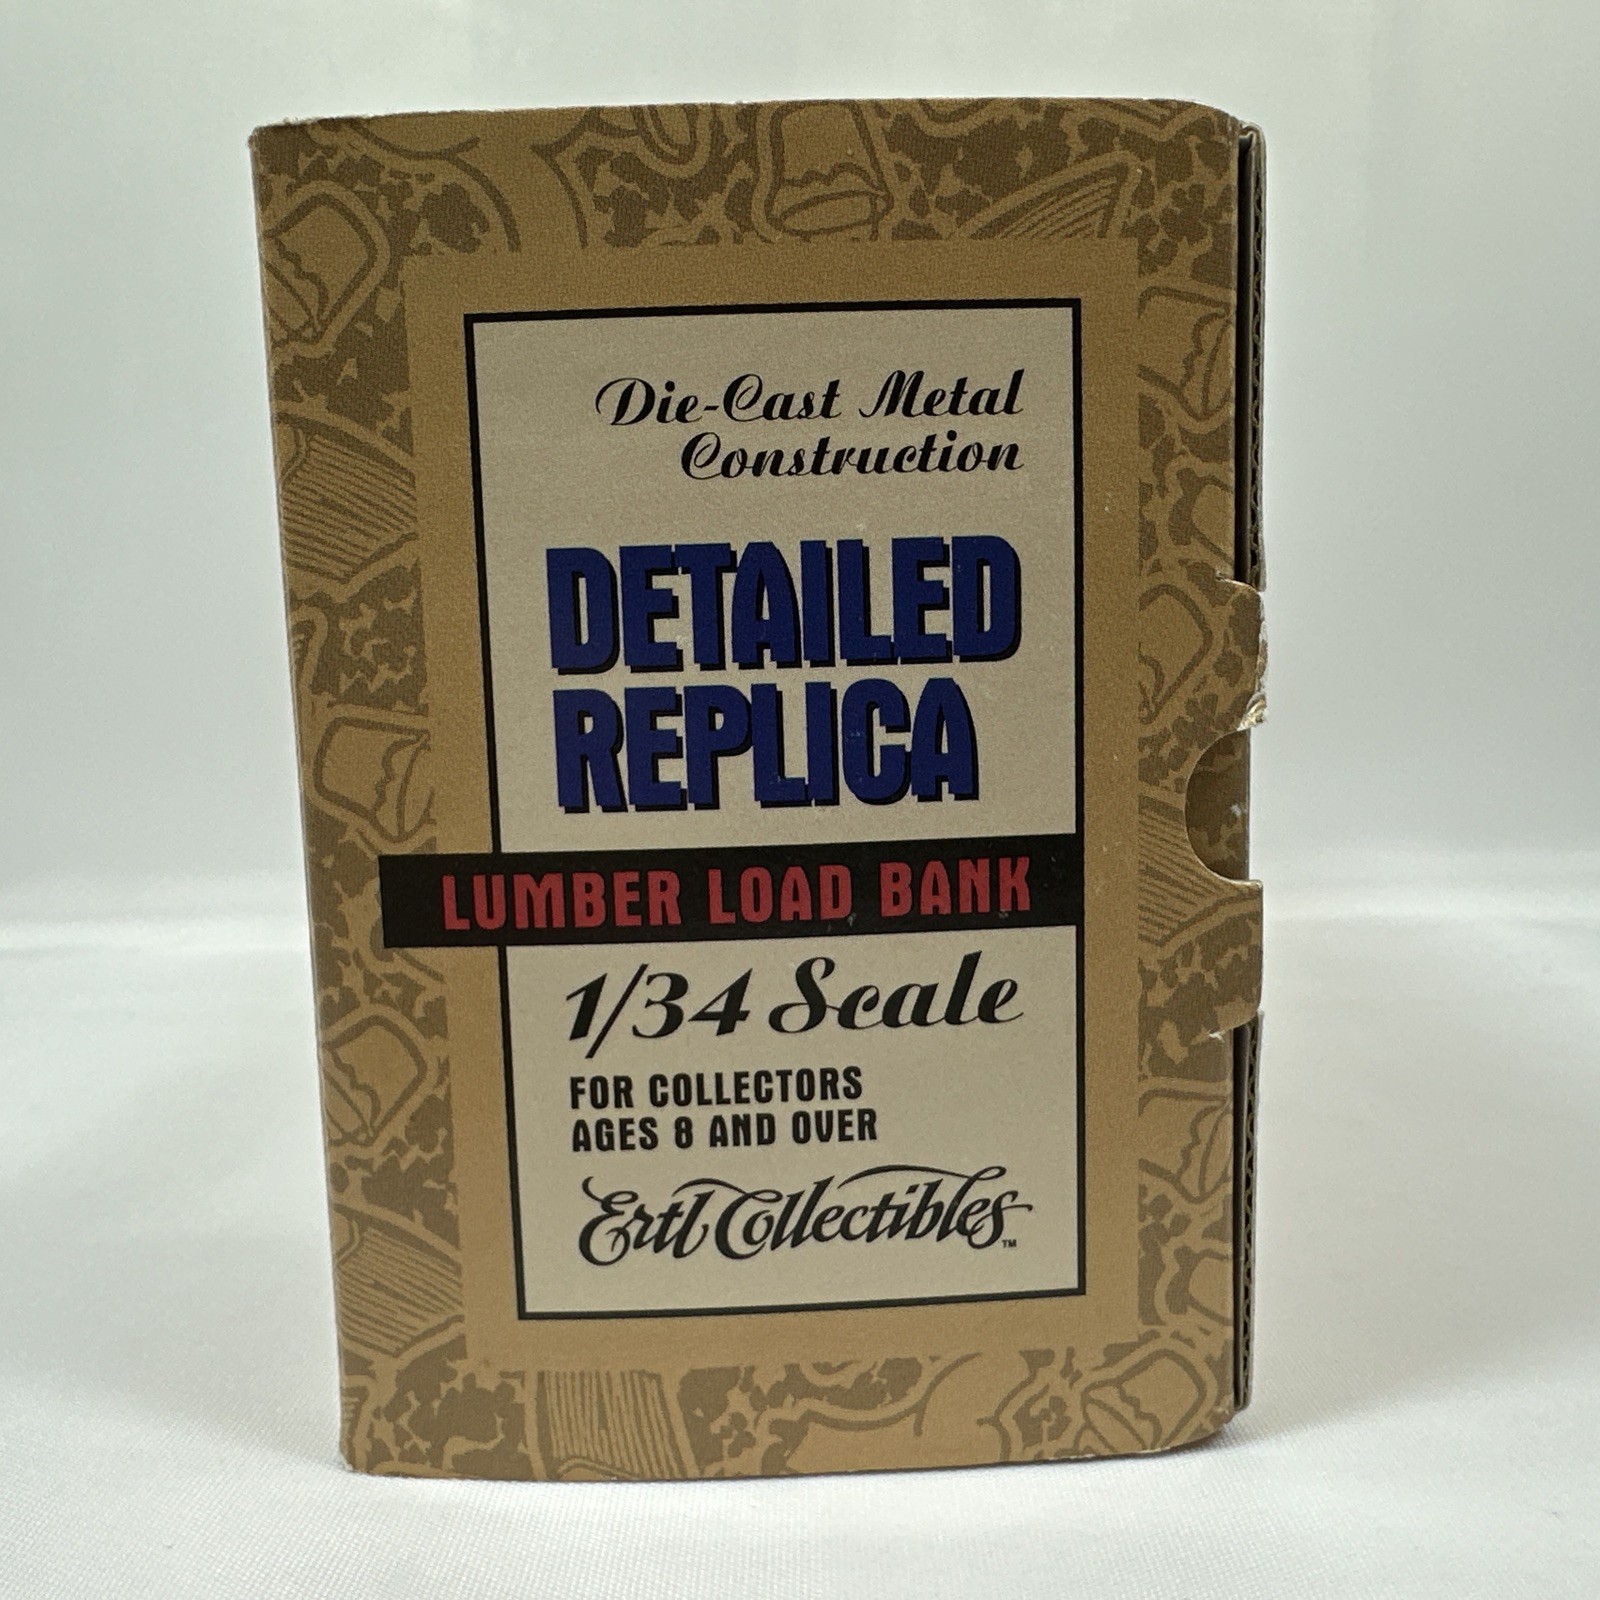 Die-Cast Metal
Construction
DETAILED
REPLICA
LUMBER LOAD BANK
1/34 Scale
FOR COLLECTORS
AGES 8 AND OVER
Ertl Collectibles™